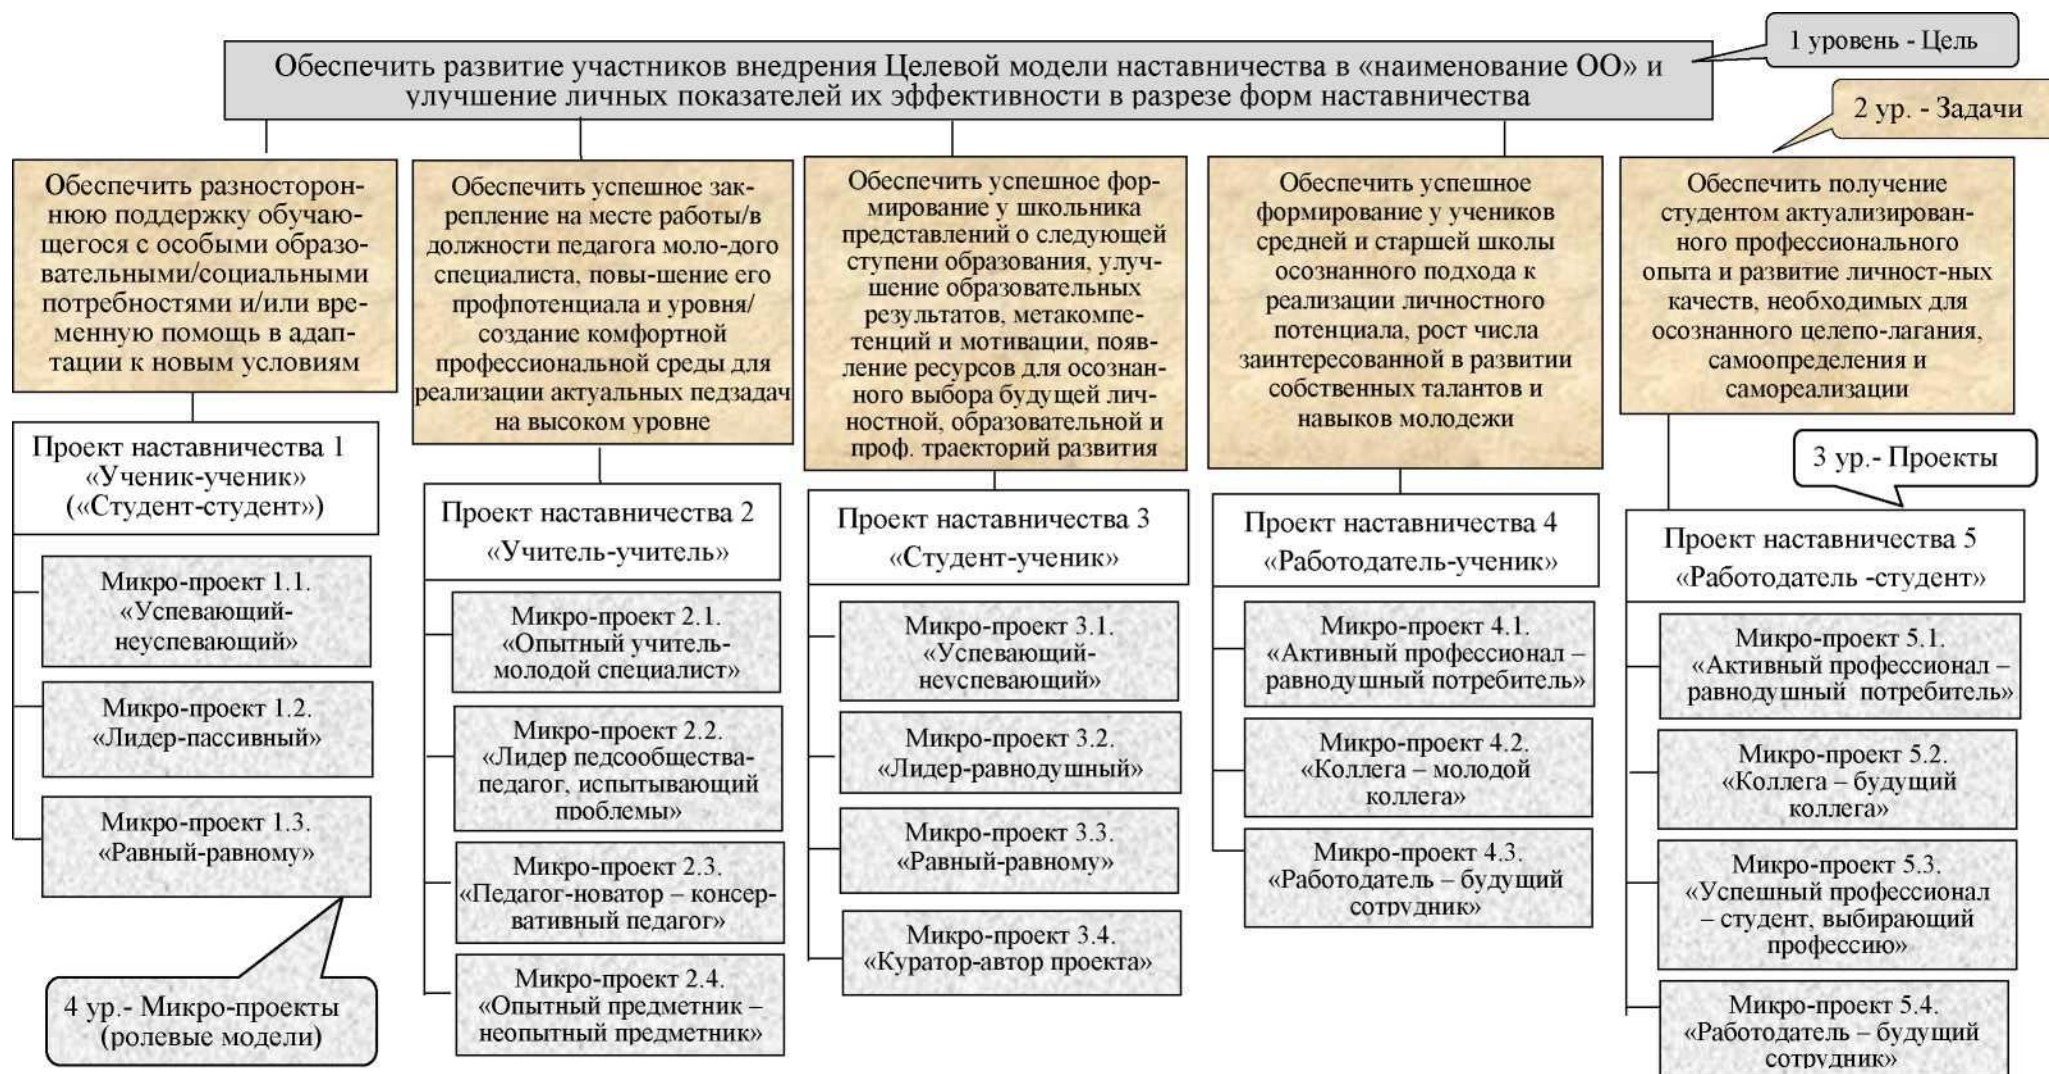 1 уровень - Цель
Обеспечить развитие участников внедрения Целевой модели наставничества в «наименование ОО» и
улучшение личных показателей их эффективности в разрезе форм наставничества
2 ур. - Задачи
Обеспечить разносторон-
нюю поддержку обучаю-
щегося с особыми образо-
вательными/социальными
потребностями и/или вре-
менную помощь в адап-
тации к новым условиям
Обеспечить успешное зак-
репление на месте работы/в
должности педагога моло-дого
специалиста, повы-шение его
профпотенциала и уровня/
создание комфортной
профессиональной среды для
реализации актуальных педзадач
на высоком уровне
Обеспечить успешное фор-
мирование у школьника
представлений о следующей
ступени образования, улуч-
шение образовательных
результатов, метакомпе-
тенций и мотивации, появ-
ление ресурсов для осознан-
ного выбора будущей лич-
ностной, образовательной и
проф. траекторий развития
Обеспечить успешное
формирование у учеников
средней и старшей школы
осознанного подхода к
реализации личностного
потенциала, рост числа
заинтересованной в развитии
собственных талантов и
навыков молодежи
Обеспечить получение
студентом актуализирован-
ного профессионального
опыта и развитие личност-ных
качеств, необходимых для
осознанного целепо-лагания,
самоопределения и
самореализации
3 ур.- Проекты
Проект наставничества 1
«Ученик-ученик»
(«Студент-студент»)
Микро-проект 1.1.
«Успевающий-
неуспевающий»
Микро-проект 1.2.
«Лидер-пассивный»
Микро-проект 1.3.
«Равный-равному»
4 ур.- Микро-проекты
(ролевые модели)
Проект наставничества 2
«Учитель-учитель»
Микро-проект 2.1.
«Опытный учитель-
молодой специалист»
Микро-проект 2.2.
«Лидер педсообщества-
педагог, испытывающий
проблемы»
Микро-проект 2.3.
«Педагог-новатор – консер-
вативный педагог»
Микро-проект 2.4.
«Опытный предметник –
неопытный предметник»
Проект наставничества 3
«Студент-ученик»
Микро-проект 3.1.
«Успевающий-
неуспевающий»
Микро-проект 3.2.
«Лидер-равнодушный»
Микро-проект 3.3.
«Равный-равному»
Микро-проект 3.4.
«Куратор-автор проекта»
Проект наставничества 4
«Работодатель-ученик»
Микро-проект 4.1.
«Активный профессионал –
равнодушный потребитель»
Микро-проект 4.2.
«Коллега – молодой
коллега»
Микро-проект 4.3.
«Работодатель – будущий
сотрудник»
Проект наставничества 5
«Работодатель -студент»
Микро-проект 5.1.
«Активный профессионал –
равнодушный потребитель»
Микро-проект 5.2.
«Коллега – будущий
коллега»
Микро-проект 5.3.
«Успешный профессионал
– студент, выбирающий
профессию»
Микро-проект 5.4.
«Работодатель – будущий
сотрудник»